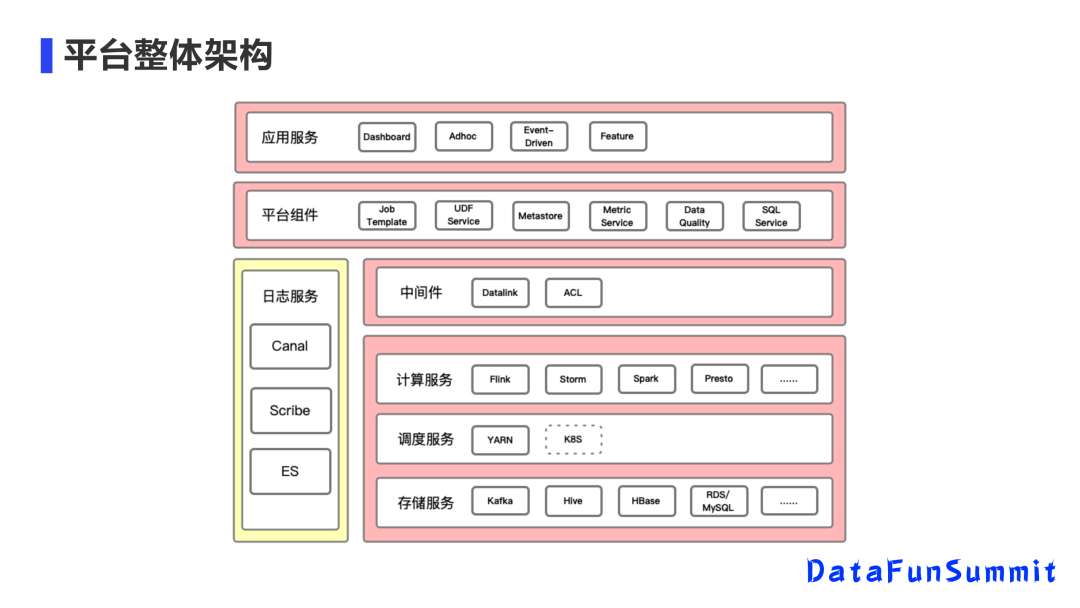 平台整体架构
应用服务
Dashboard
Adhoc
Event-
Driven
Feature
平台组件
Job
Template
UDF
Service
Metastore
Metric
Service
Data
Quality
SQL
Service
日志服务
Canal
Scribe
ES
中间件
Datalink
ACL
计算服务
Flink
Storm
Spark
Presto
......
调度服务
YARN
K8S
存储服务
Kafka
Hive
HBase
RDS/
MySQL
......
DataFunSummit